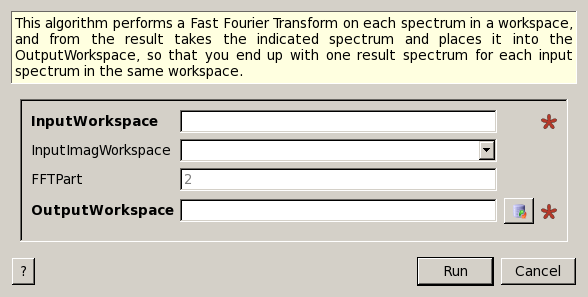 This algorithm performs a Fast Fourier Transform on each spectrum in a workspace,
and from the result takes the indicated spectrum and places it into the
OutputWorkspace, so that you end up with one result spectrum for each input
spectrum in the same workspace.
InputWorkspace
InputImagWorkspace
FFTPart 2
OutputWorkspace
? Run Cancel